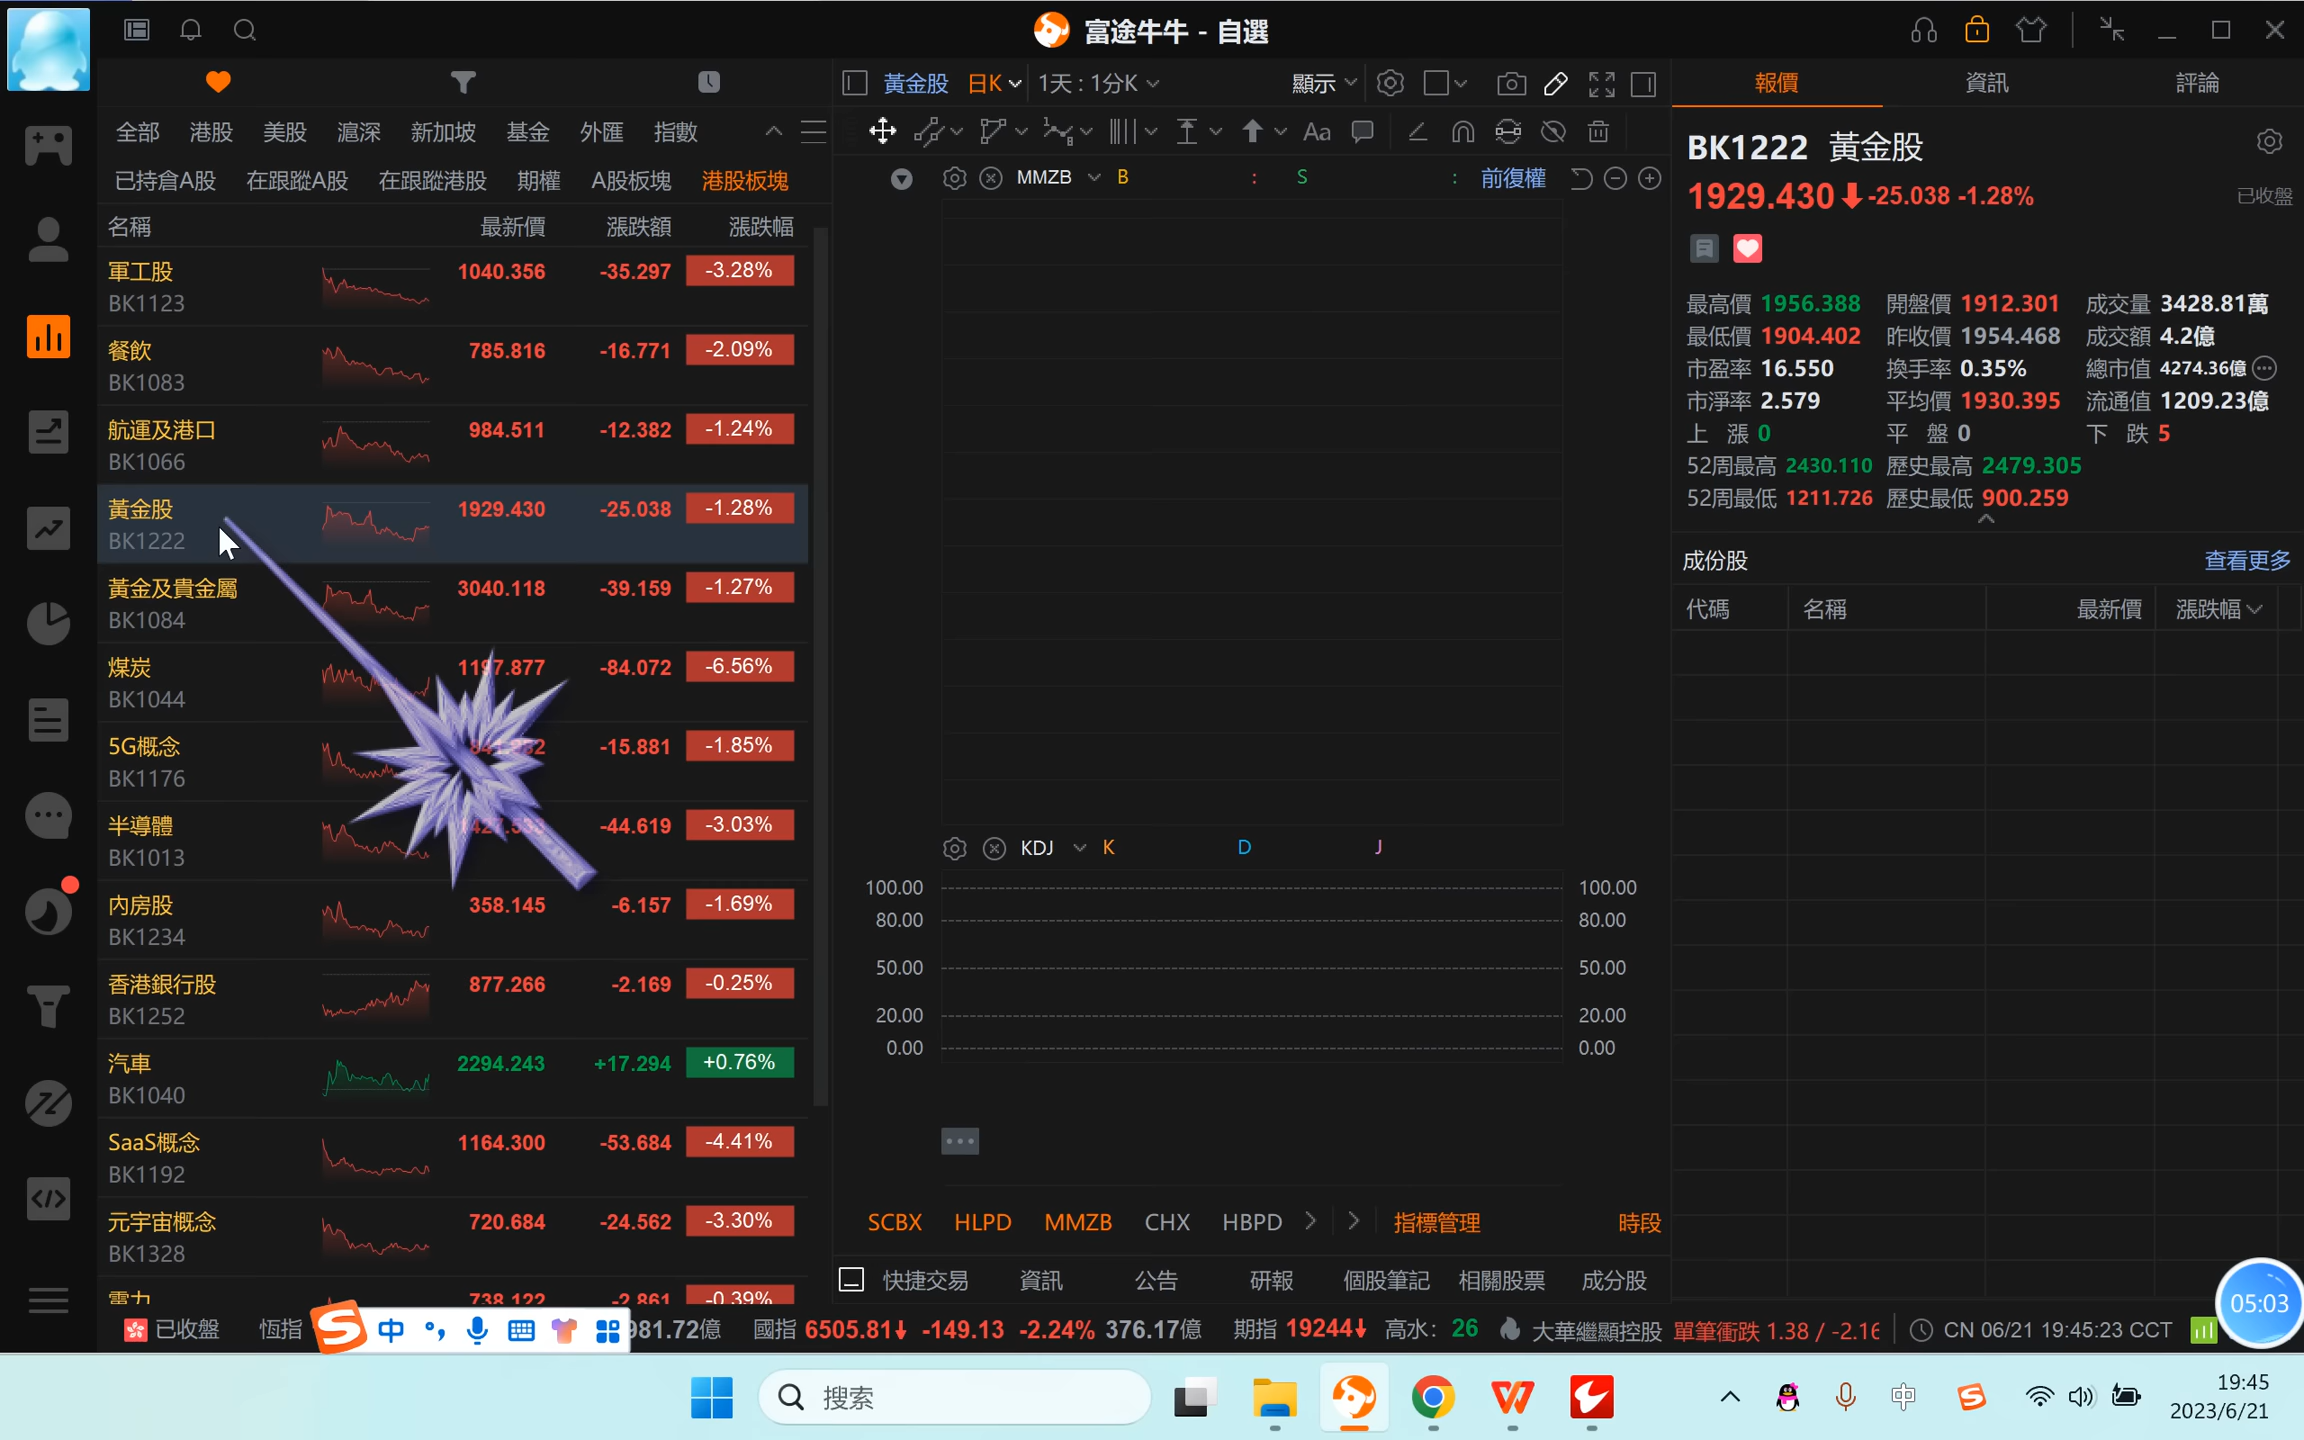 富途牛牛 - 自選
全部 港股 美股 滬深 新加坡 基金 外匯 指數
已持倉A股 在跟蹤A股 在跟蹤港股 期權 A股板塊 港股板塊
名稱 最新價 漲跌額 漲跌幅
軍工股 1040.356 -35.297 -3.28%
BK1123
餐飲 785.816 -16.771 -2.09%
BK1083
航運及港口 984.511 -12.382 -1.24%
BK1066
黃金股 1929.430 -25.038 -1.28%
BK1222
黃金及貴金屬 3040.118 -39.159 -1.27%
BK1084
煤炭 1197.877 -84.072 -6.56%
BK1044
5G概念 -15.881 -1.85%
BK1176
半導體 -44.619 -3.03%
BK1013
內房股 358.145 -6.157 -1.69%
BK1234
香港銀行股 877.266 -2.169 -0.25%
BK1252
汽車 2294.243 +17.294 +0.76%
BK1040
SaaS概念 1164.300 -53.684 -4.41%
BK1192
元宇宙概念 720.684 -24.562 -3.30%
BK1328
電力 738.122 -2.861 -0.39%
黃金股 日K 1天 : 1分K 顯示
Aa
MMZB B : S : 前復權
KDJ K D J
100.00 100.00
80.00 80.00
50.00 50.00
20.00 20.00
0.00 0.00
SCBX HLPD MMZB CHX HBPD 指標管理 時段
快捷交易 資訊 公告 研報 個股筆記 相關股票 成分股
報價 資訊 評論
BK1222 黃金股
1929.430 -25.038 -1.28% 已收盤
最高價 1956.388 開盤價 1912.301 成交量 3428.81萬
最低價 1904.402 昨收價 1954.468 成交額 4.2億
市盈率 16.550 換手率 0.35% 總市值 4274.36億
市淨率 2.579 平均價 1930.395 流通值 1209.23億
上 漲 0 平 盤 0 下 跌 5
52周最高 2430.110 歷史最高 2479.305
52周最低 1211.726 歷史最低 900.259
成份股 查看更多
代碼 名稱 最新價 漲跌幅
05:03
已收盤 恆指 981.72億 國指 6505.81↓ -149.13 -2.24% 376.17億 期指 19244↓ 高水: 26 大華繼顯控股 單筆衝跌 1.38 / -2.16 CN 06/21 19:45:23 CCT
中
搜索
中
19:45
2023/6/21